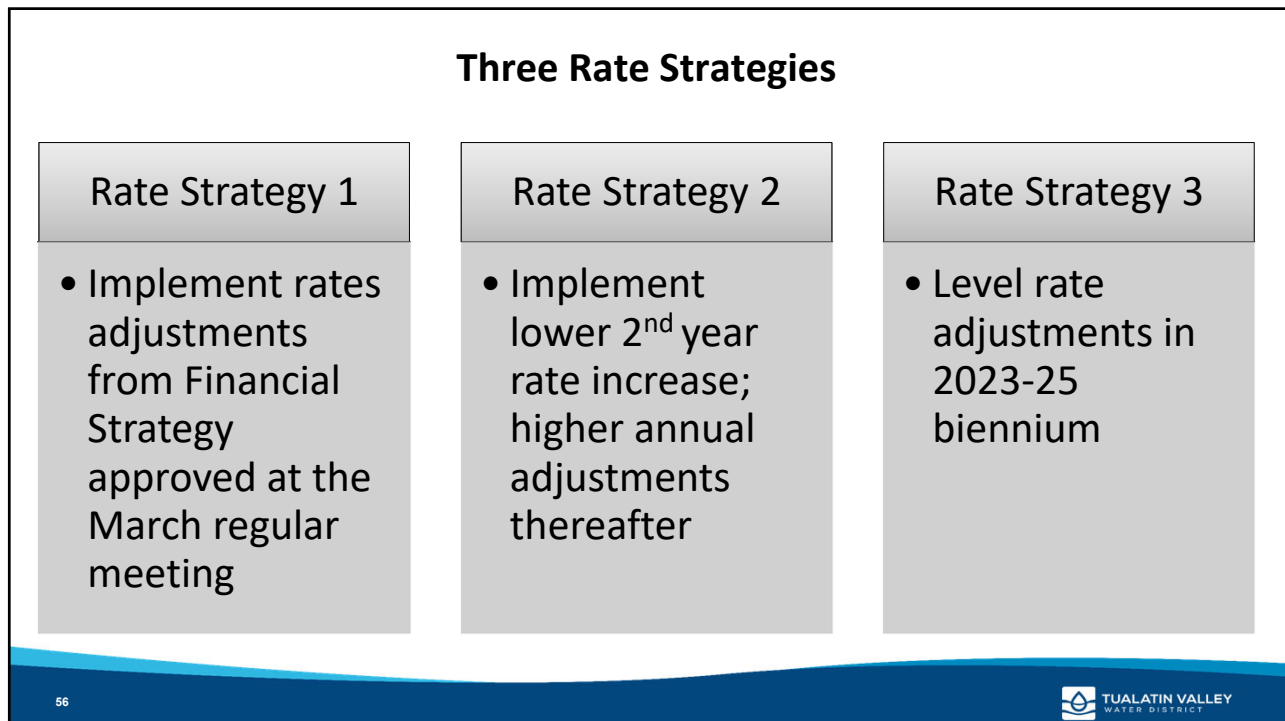 Three Rate Strategies
Rate Strategy 1
• Implement rates
adjustments
from Financial
Strategy
approved at the
March regular
meeting
Rate Strategy 2
• Implement
lower 2nd year
rate increase;
higher annual
adjustments
thereafter
Rate Strategy 3
• Level rate
adjustments in
2023-25
biennium
56
TUALATIN VALLEY
WATER DISTRICT